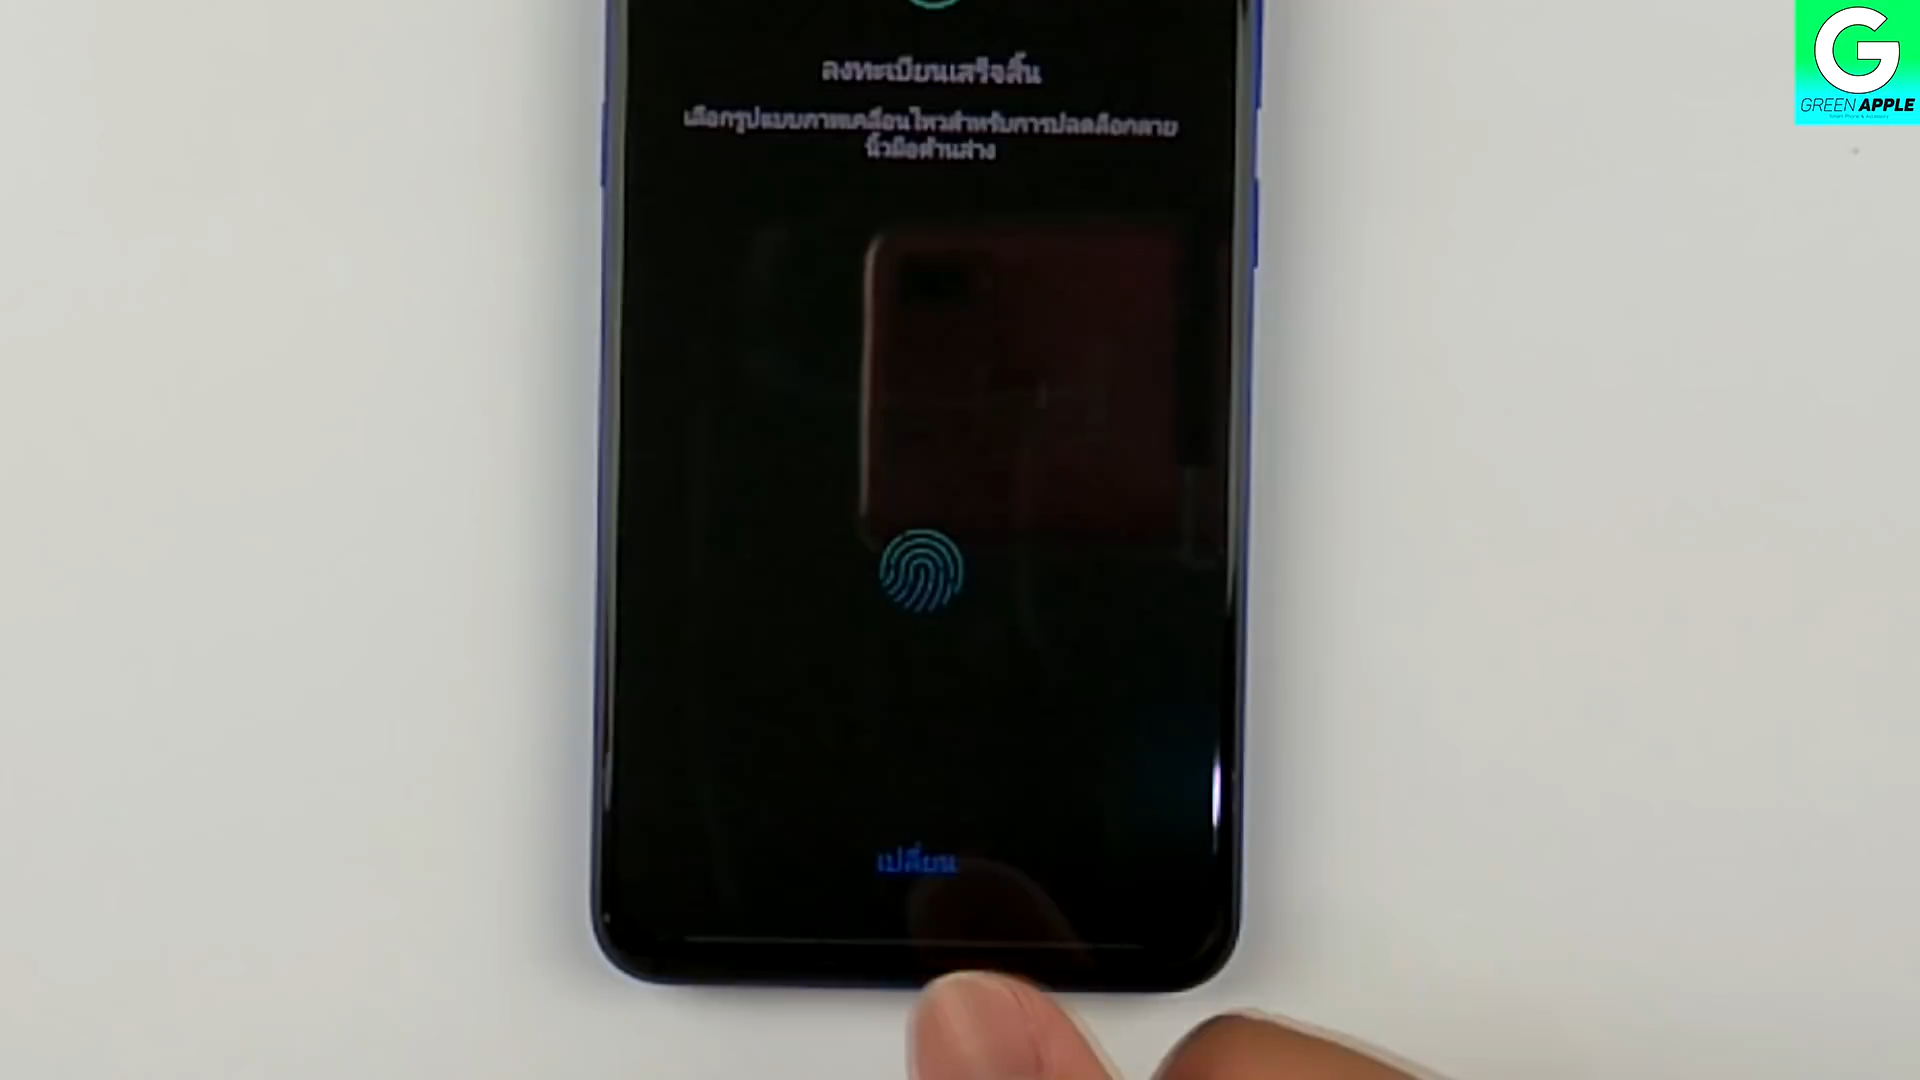 G
GREEN APPLE
Smart Phone & Accessory
ลงทะเบียนเสร็จสิ้น
เลือกรูปแบบภาพเคลื่อนไหวสำหรับการปลดล็อกลาย
นิ้วมือด้านล่าง
เปลี่ยน